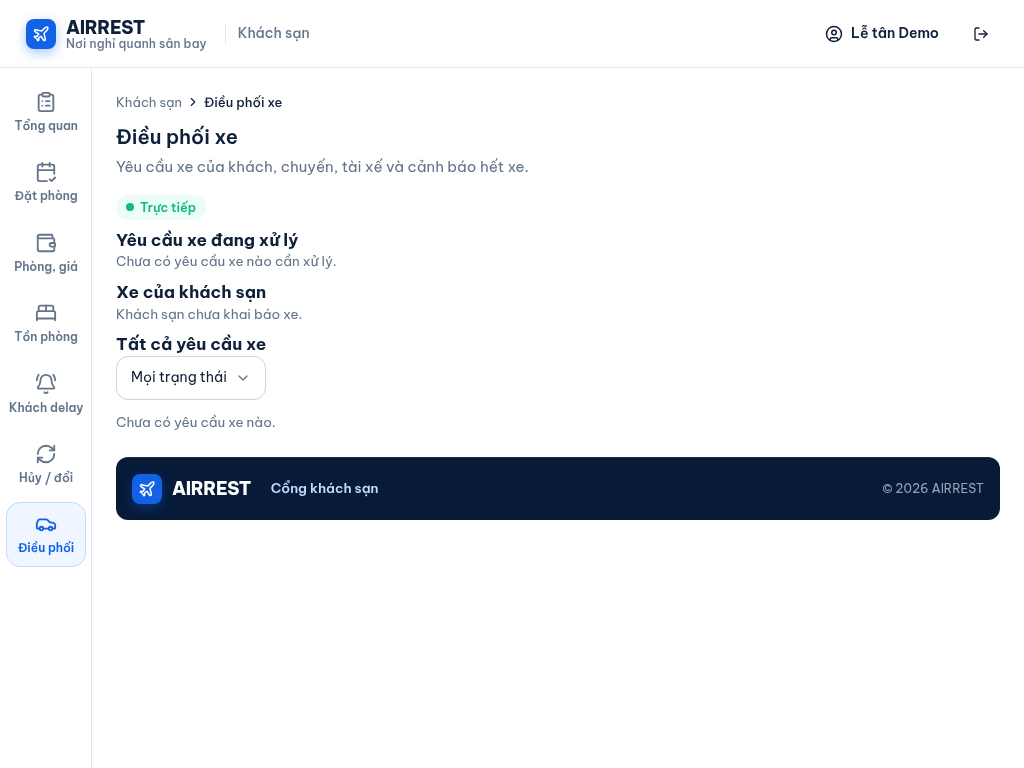 AIRREST
Nơi nghỉ quanh sân bay
Khách sạn
Lễ tân Demo
Tổng quan
Đặt phòng
Phòng, giá
Tồn phòng
Khách delay
Hủy / đổi
Điều phối
Khách sạn > Điều phối xe
Điều phối xe
Yêu cầu xe của khách, chuyến, tài xế và cảnh báo hết xe.
Trực tiếp
Yêu cầu xe đang xử lý
Chưa có yêu cầu xe nào cần xử lý.
Xe của khách sạn
Khách sạn chưa khai báo xe.
Tất cả yêu cầu xe
Mọi trạng thái
Chưa có yêu cầu xe nào.
AIRREST
Cổng khách sạn
© 2026 AIRREST